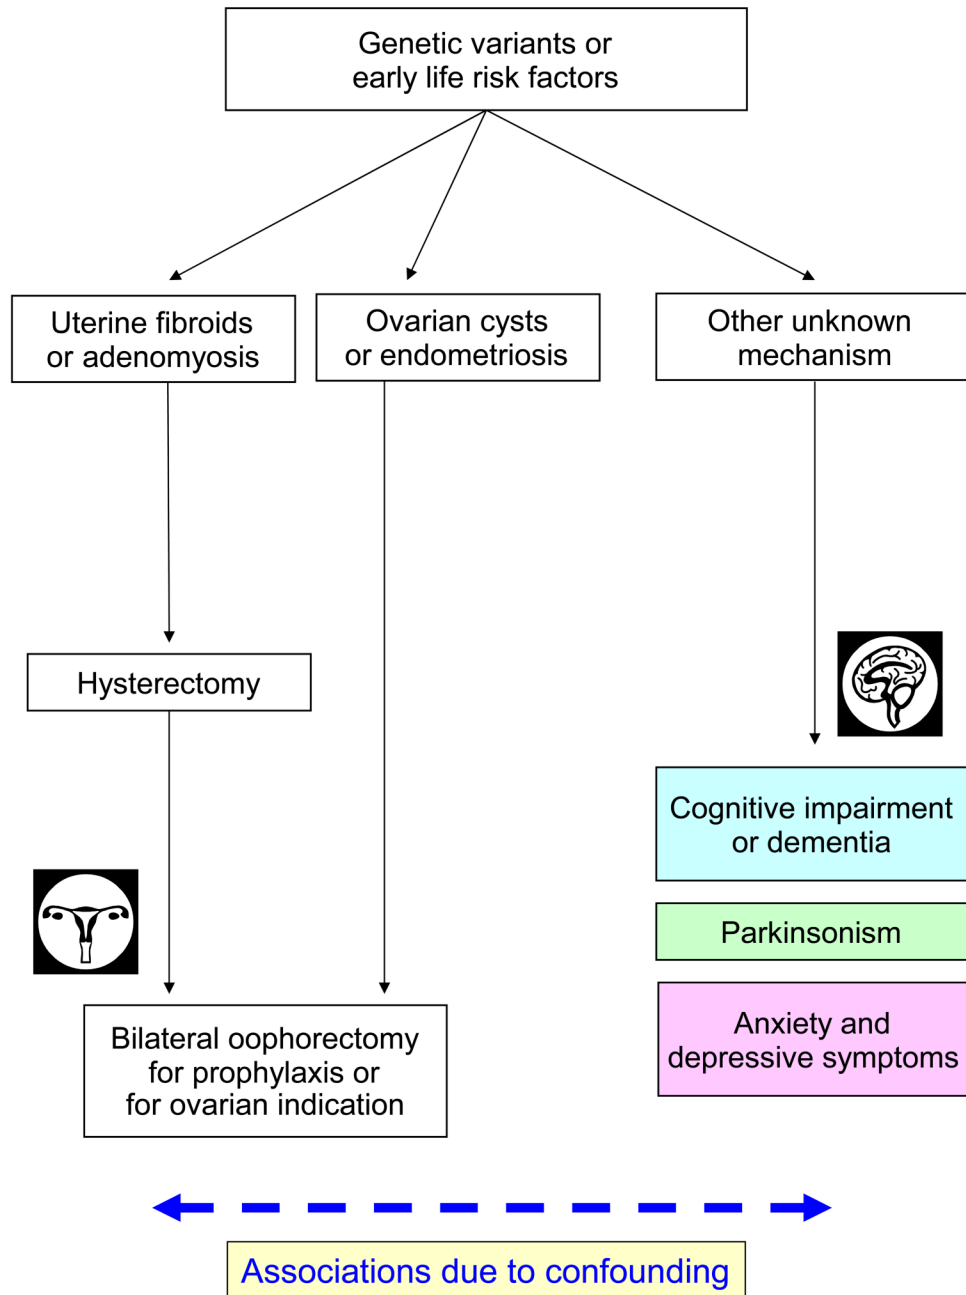 Genetic variants or
early life risk factors
Uterine fibroids
or adenomyosis
Ovarian cysts
or endometriosis
Other unknown
mechanism
Hysterectomy
Cognitive impairment
or dementia
Parkinsonism
Anxiety and
depressive symptoms
Bilateral oophorectomy
for prophylaxis or
for ovarian indication
Associations due to confounding